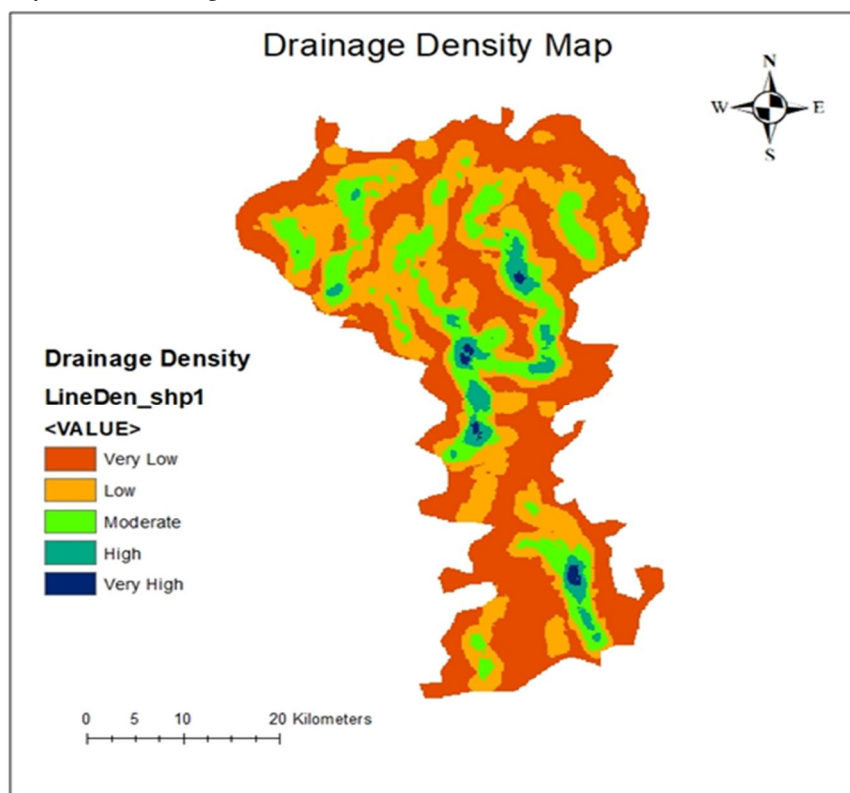 Drainage Density Map
N
W E
S
Drainage Density
LineDen_shp1
<VALUE>
Very Low
Low
Moderate
High
Very High
0 5 10 20 Kilometers